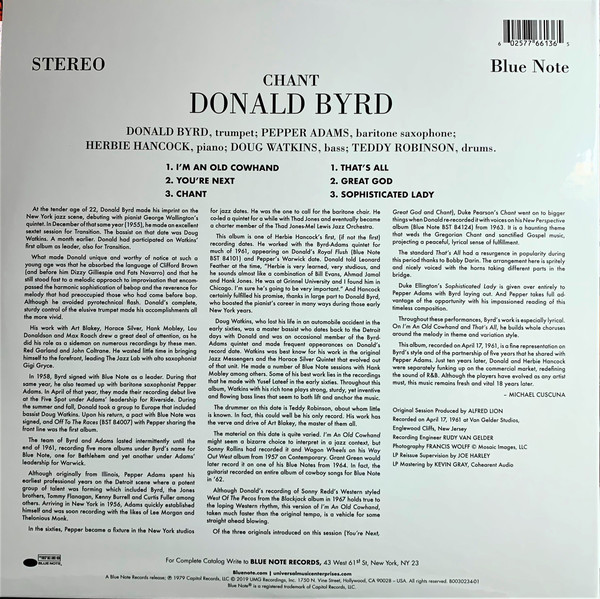 6 02577 66136 5
STEREO
Blue Note
CHANT
DONALD BYRD
DONALD BYRD, trumpet; PEPPER ADAMS, baritone saxophone;
HERBIE HANCOCK, piano; DOUG WATKINS, bass; TEDDY ROBINSON, drums.
1. I'M AN OLD COWHAND
2. YOU'RE NEXT
3. CHANT
1. THAT'S ALL
2. GREAT GOD
3. SOPHISTICATED LADY
At the tender age of 22, Donald Byrd made his imprint on the
New York jazz scene, debuting with pianist George Wallington's
quintet. In December of that same year (1955), he made an excellent
sextet session for Transition. The bassist on that date was Doug
Watkins. A month earlier, Donald had participated on Watkins'
first album as leader, also for Transition.
What made Donald unique and worthy of notice at such a
young age was that he absorbed the language of Clifford Brown
(and before him Dizzy Gillespie and Fats Navarro) and that he
still stood fast to a melodic approach to improvisation that encom-
passed the harmonic sophistication of bebop and the reverence for
melody that had preoccupied those who had come before bop.
Although he avoided pyrotechnical flash, Donald's complete,
sturdy control of the elusive trumpet made his accomplishments all
the more vivid.
His work with Art Blakey, Horace Silver, Hank Mobley, Lou
Donaldson and Max Roach drew a great deal of attention, as he
did his role as a sideman on numerous recordings by these men.
Red Garland and John Coltrane. He wasted little time in bringing
himself to the forefront, leading The Jazz Lab with alto saxophonist
Gigi Gryce.
In 1958, Byrd signed with Blue Note as a leader. During that
same year, he also teamed up with baritone saxophonist Pepper
Adams. In April of that year, they made their recording debut live
at the Five Spot under Adams' leadership for Riverside. During
the summer and fall, Donald took a group to Europe that included
bassist Doug Watkins. Upon his return, a pact with Blue Note was
signed, and Off To The Races (BST 84007) with Pepper sharing the
front line was the first album.
The team of Byrd and Adams lasted intermittently until the
end of 1961, recording five more albums under Byrd's name for
Blue Note, one for Bethlehem and yet another under Adams'
leadership for Warwick.
Although originally from Illinois, Pepper Adams spent his
earliest professional years on the Detroit scene where a potent
group of talent was forming which included Byrd, the Jones
brothers, Tommy Flanagan, Kenny Burrell and Curtis Fuller among
others. Arriving in New York in 1956, Adams quickly established
himself and was soon recording with the likes of Lee Morgan and
Thelonious Monk.
In the sixties, Pepper became a fixture in the New York studios
for jazz dates. He was the one to call for the baritone chair. He
co-led a quintet for a while with Thad Jones and eventually became
a charter member of the Thad Jones-Mel Lewis Jazz Orchestra.
This album is one of Herbie Hancock's first, (if not the first)
recording dates. He worked with the Byrd-Adams quintet for
much of 1961, appearing on Donald's Royal Flush (Blue Note
BST 84101) and Pepper's Warwick date. Donald told Leonard
Feather at the time, "Herbie is very learned, very studious, and
he sounds almost like a combination of Bill Evans, Ahmad Jamal
and Hank Jones. He was at Grinnel University and I found him in
Chicago. I'm sure he's going to be very important." And Hancock
certainly fulfilled his promise, thanks in large part to Donald Byrd,
who boosted the pianist's career in many ways during those early
New York years.
Doug Watkins, who lost his life in an automobile accident in the
early sixties, was a master bassist who dates back to the Detroit
days with Donald and was on occasional member of the Byrd-
Adams quintet and made frequent appearances on Donald's
record dates. Watkins was best know for his work in the original
Jazz Messengers and the Horace Silver Quintet that evolved out
of that unit. He made a number of Blue Note sessions with Hank
Mobley among others. Some of his best work lies in the recordings
that he made with Yusef Lateef in the early sixties. Throughout this
album, Watkins with his rich tone plays strong, sturdy, yet inventive
and flowing bass lines that seem to both lift and anchor the music.
The drummer on this date is Teddy Robinson, about whom little
is known. In fact, this could well be his only record. His work has
the verve and drive of Art Blakey, the master of them all.
The material on this date is quite varied. I'm An Old Cowhand
might seem a bizarre choice to interpret in a jazz context, but
Sonny Rollins had recorded it and Wagon Wheels on his Way
Out West album from 1957 on Contemporary. Grant Green would
later record it on one of his Blue Notes from 1964. In fact, the
guitarist recorded an entire album of cowboy songs for Blue Note
in '62.
Although Donald's recording of Sonny Redd's Western styled
West Of The Pecos from the Blackjack album in 1967 holds true to
the loping Western rhythm, this version of I'm An Old Cowhand,
taken much faster than the original tempo, is a vehicle for some
straight ahead blowing.
Of the three originals introduced on this session (You're Next,
Great God and Chant), Duke Pearson's Chant went on to bigger
things when Donald re-recorded it with voices on his New Perspective
album (Blue Note BST 84124) from 1963. It is a haunting theme
that weds the Gregorian Chant and sanctified Gospel music,
projecting a peaceful, lyrical sense of fulfillment.
The standard That's All had a resurgence in popularity during
this period thanks to Bobby Darin. The arrangement here is spritely
and nicely voiced with the horns taking different parts in the
bridge.
Duke Ellington's Sophisticated Lady is given over entirely to
Pepper Adams with Byrd laying out. And Pepper takes full ad-
vantage of the opportunity with his impassioned reading of this
timeless composition.
Throughout these performances, Byrd's work is especially lyrical.
On I'm An Old Cowhand and That's All, he builds whole choruses
around the melody in theme and variation style.
This album, recorded on April 17, 1961, is a fine representation on
Byrd's style and of the partnership of five years that he shared with
Pepper Adams. Just ten years later, Donald and Herbie Hancock
were separately funking up on the commercial market, redefining
the sound of R&B. Although the players have evolved as any artist
must, this music remains fresh and vital 18 years later.
– MICHAEL CUSCUNA
Original Session Produced by ALFRED LION
Recorded on April 17, 1961 at Van Gelder Studios,
Englewood Cliffs, New Jersey
Recording Engineer RUDY VAN GELDER
Photography FRANCIS WOLFF © Mosaic Images, LLC
LP Reissue Supervision by JOE HARLEY
LP Mastering by KEVIN GRAY, Cohearent Audio
BLUE NOTE.
For Complete Catalog Write to BLUE NOTE RECORDS, 43 West 61st St, New York, NY 23
Bluenote.com | universalmusicenterprises.com
A Blue Note Records release; ℗ 1979 Capitol Records, LLC © 2019 UMG Recordings, Inc. 1750 N. Vine Street, Hollywood, CA 90028 – USA. All rights reserved. B0030234-01
Blue Note® is a registered trademark of Capitol Records, LLC.